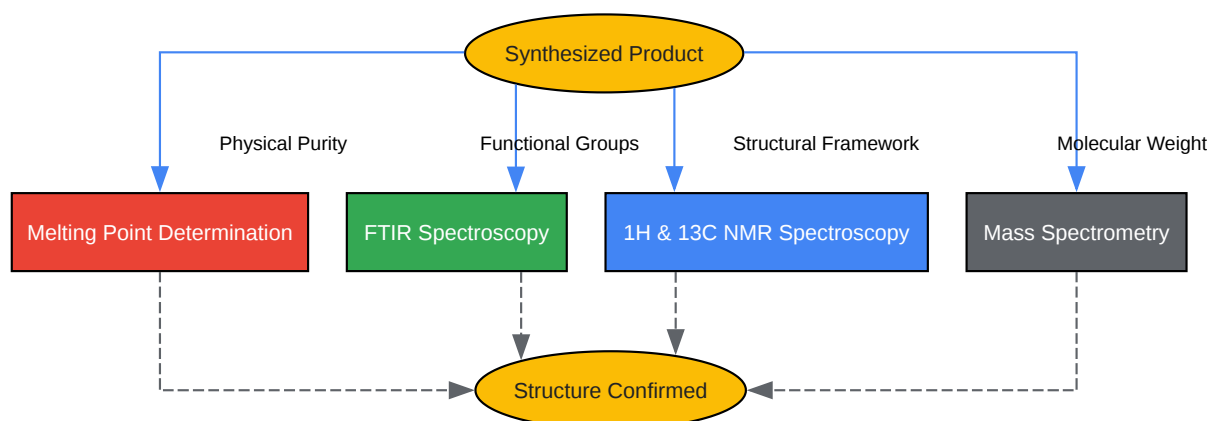 Synthesized Product
Physical Purity
Functional Groups
Structural Framework
Molecular Weight
Melting Point Determination
FTIR Spectroscopy
1H & 13C NMR Spectroscopy
Mass Spectrometry
Structure Confirmed